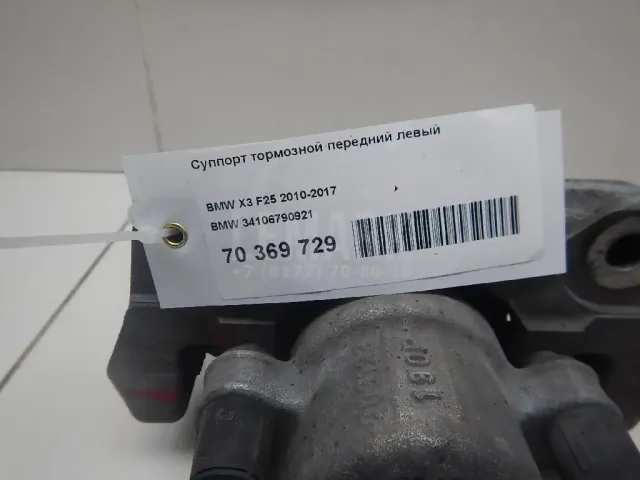 Суппорт тормозной передний левый
BMW X3 F25 2010-2017
BMW 34106790921
70 369 729